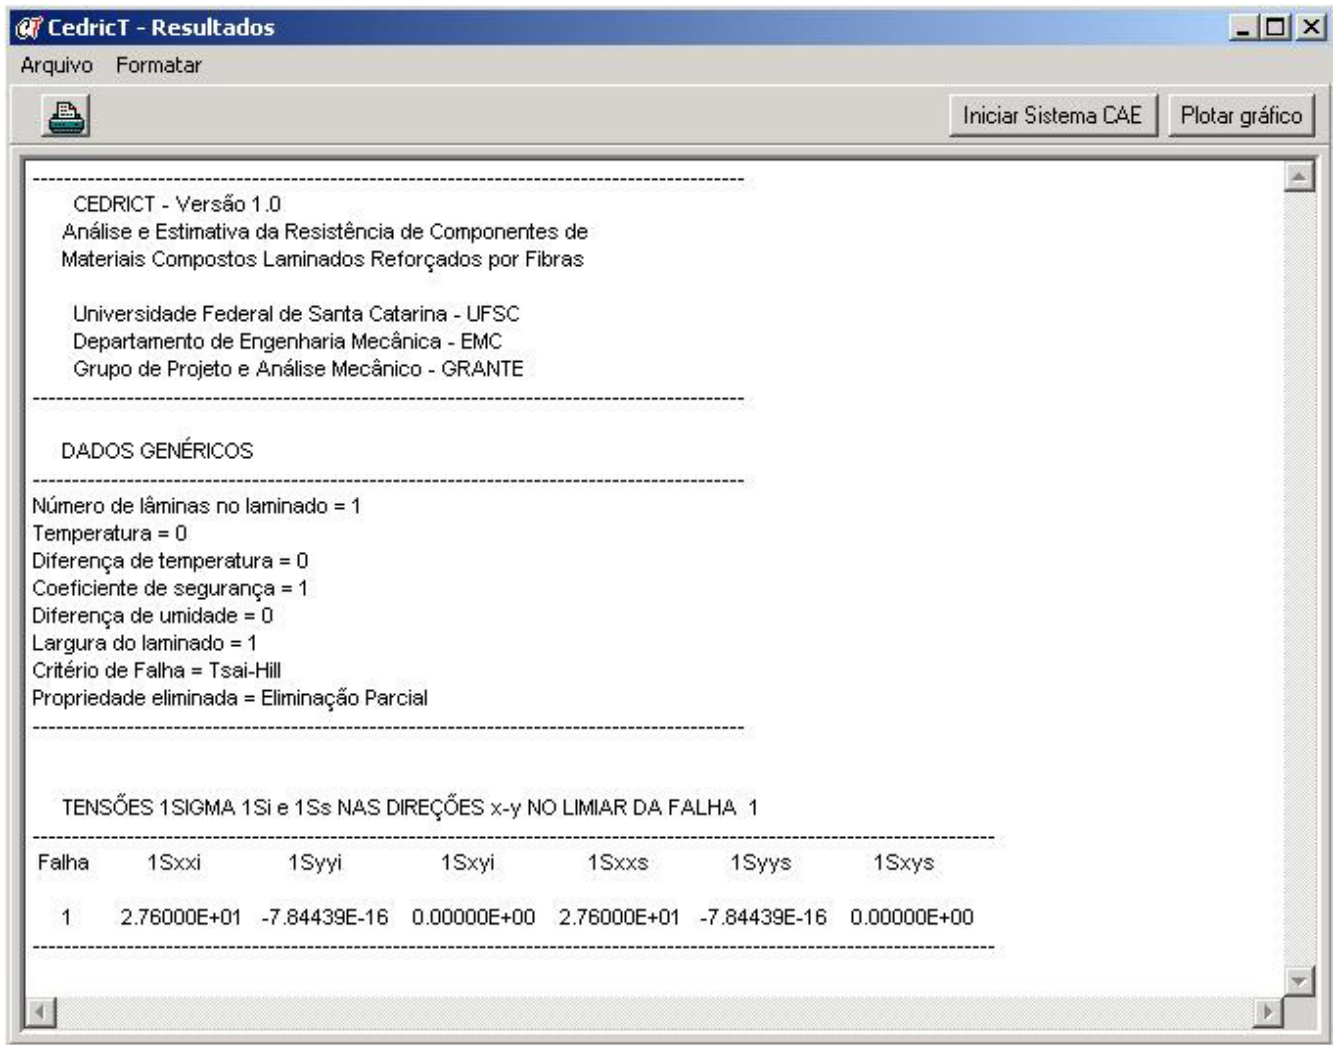 CedricT - Resultados
Arquivo Formatar
Iniciar Sistema CAE Plotar gráfico
------------------------------------------------------------------------------------------
CEDRICT - Versão 1.0
Análise e Estimativa da Resistência de Componentes de
Materiais Compostos Laminados Reforçados por Fibras
Universidade Federal de Santa Catarina - UFSC
Departamento de Engenharia Mecânica - EMC
Grupo de Projeto e Análise Mecânico - GRANTE
------------------------------------------------------------------------------------------
DADOS GENÉRICOS
------------------------------------------------------------------------------------------
Número de lâminas no laminado = 1
Temperatura = 0
Diferença de temperatura = 0
Coeficiente de segurança = 1
Diferença de umidade = 0
Largura do laminado = 1
Critério de Falha = Tsai-Hill
Propriedade eliminada = Eliminação Parcial
------------------------------------------------------------------------------------------
TENSŐES 1SIGMA 1Si e 1Ss NAS DIREÇŐES x-y NO LIMIAR DA FALHA 1
--------------------------------------------------------------------------------------------------------------------------
Falha 1Sxxi 1Syyi 1Sxyi 1Sxxs 1Syys 1Sxys
1 2.76000E+01 -7.84439E-16 0.00000E+00 2.76000E+01 -7.84439E-16 0.00000E+00
--------------------------------------------------------------------------------------------------------------------------